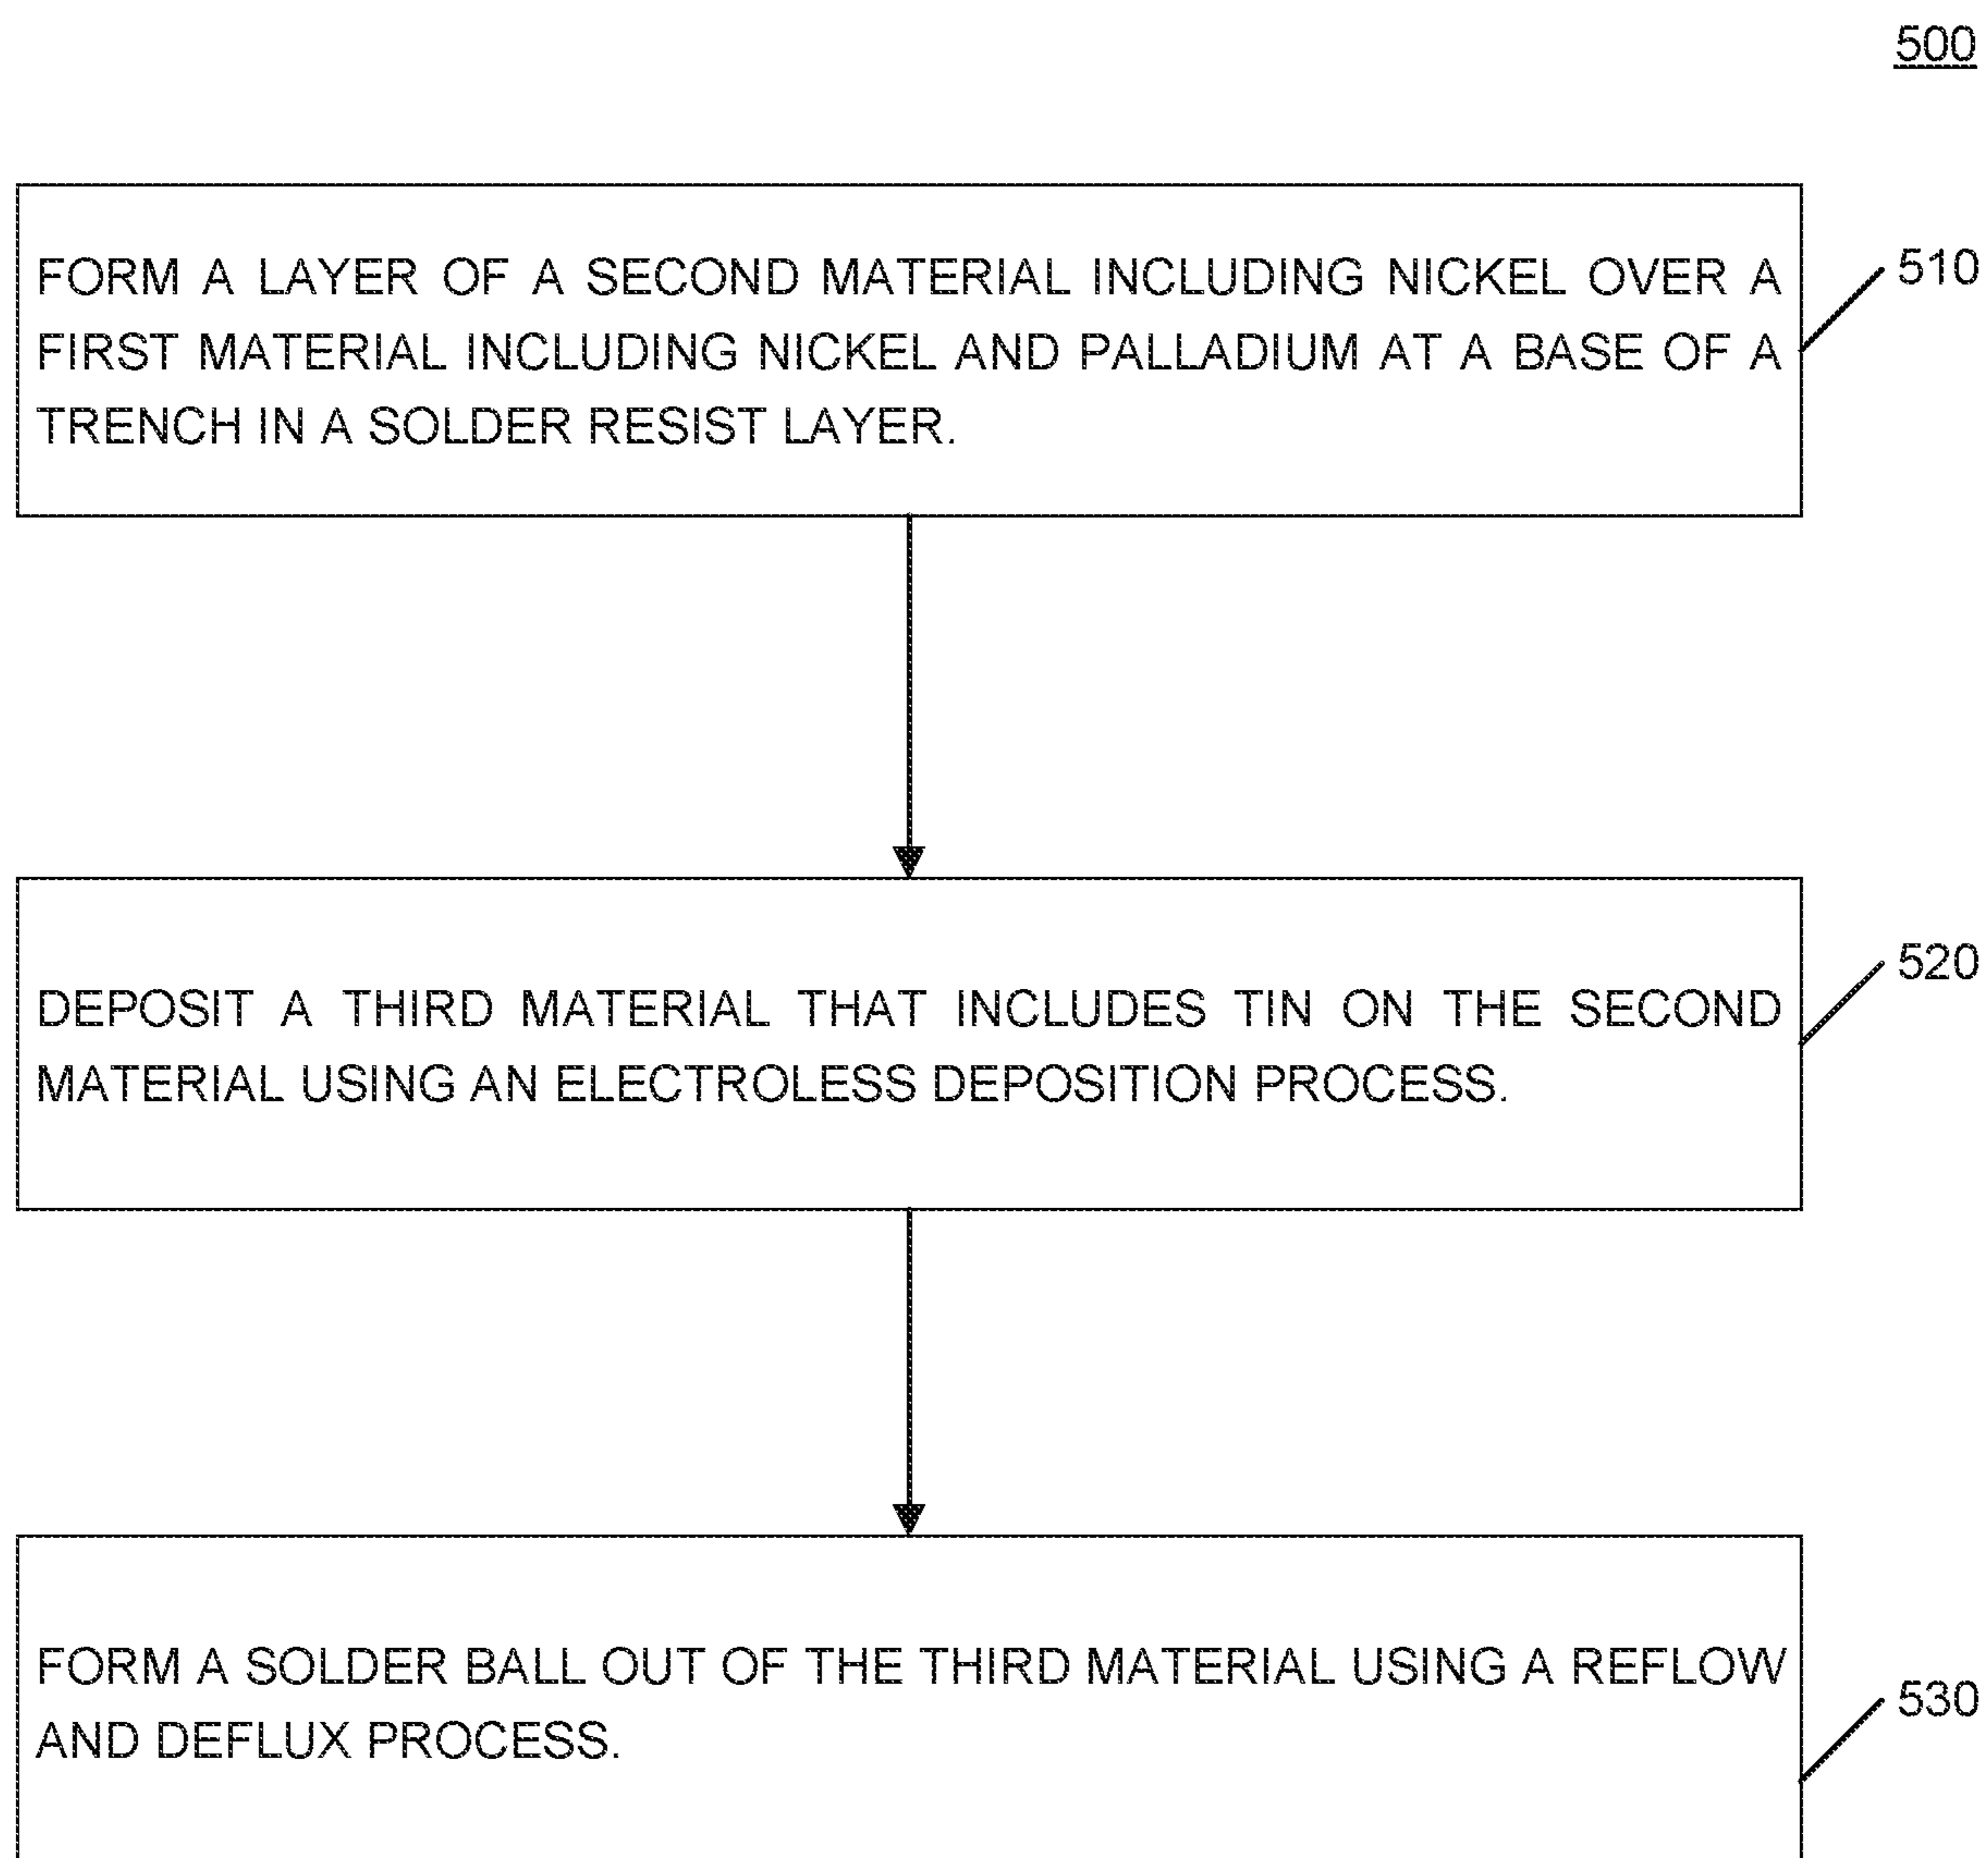 500
FORM A LAYER OF A SECOND MATERIAL INCLUDING NICKEL OVER A
510
FIRST MATERIAL INCLUDING NICKEL AND PALLADIUM AT A BASE OF A
TRENCH IN A SOLDER RESIST LAYER.
520
DEPOSIT A THIRD MATERIAL THAT INCLUDES TIN ON THE SECOND
MATERIAL USING AN ELECTROLESS DEPOSITION PROCESS.
FORM A SOLDER BALL OUT OF THE THIRD MATERIAL USING A REFLOW
530
AND DEFLUX PROCESS.